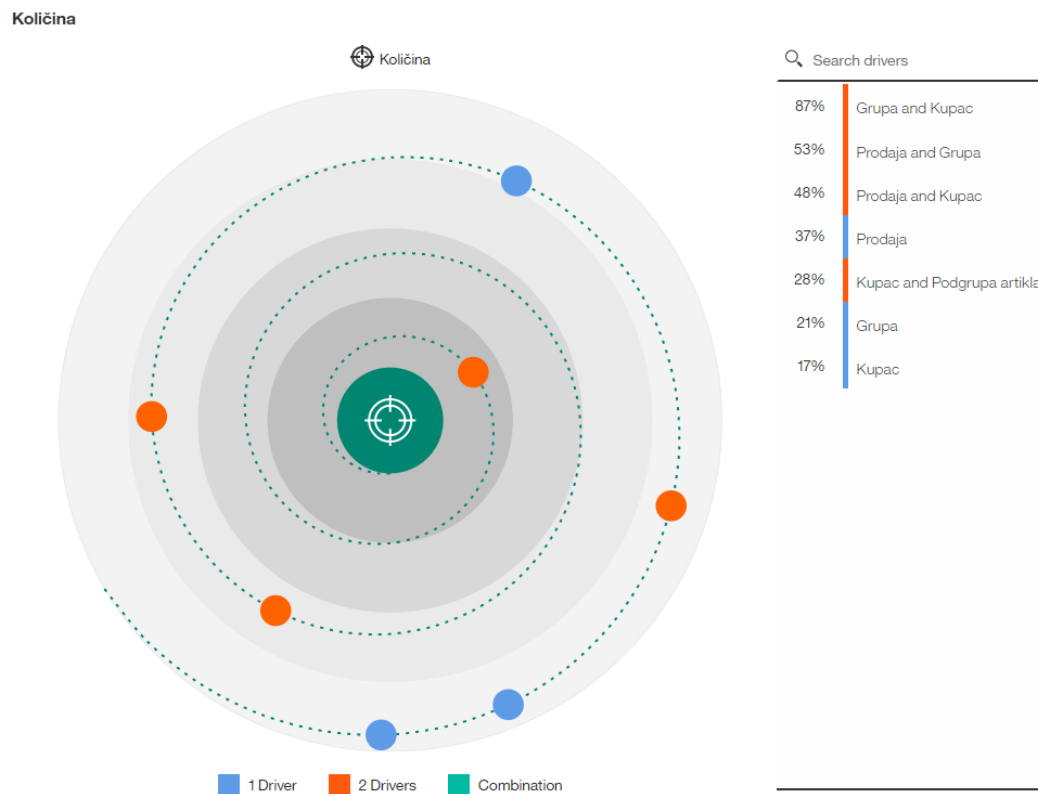 Količina
Količina
Search drivers
87% Grupa and Kupac
53% Prodaja and Grupa
48% Prodaja and Kupac
37% Prodaja
28% Kupac and Podgrupa artikla
21% Grupa
17% Kupac
1 Driver 2 Drivers Combination